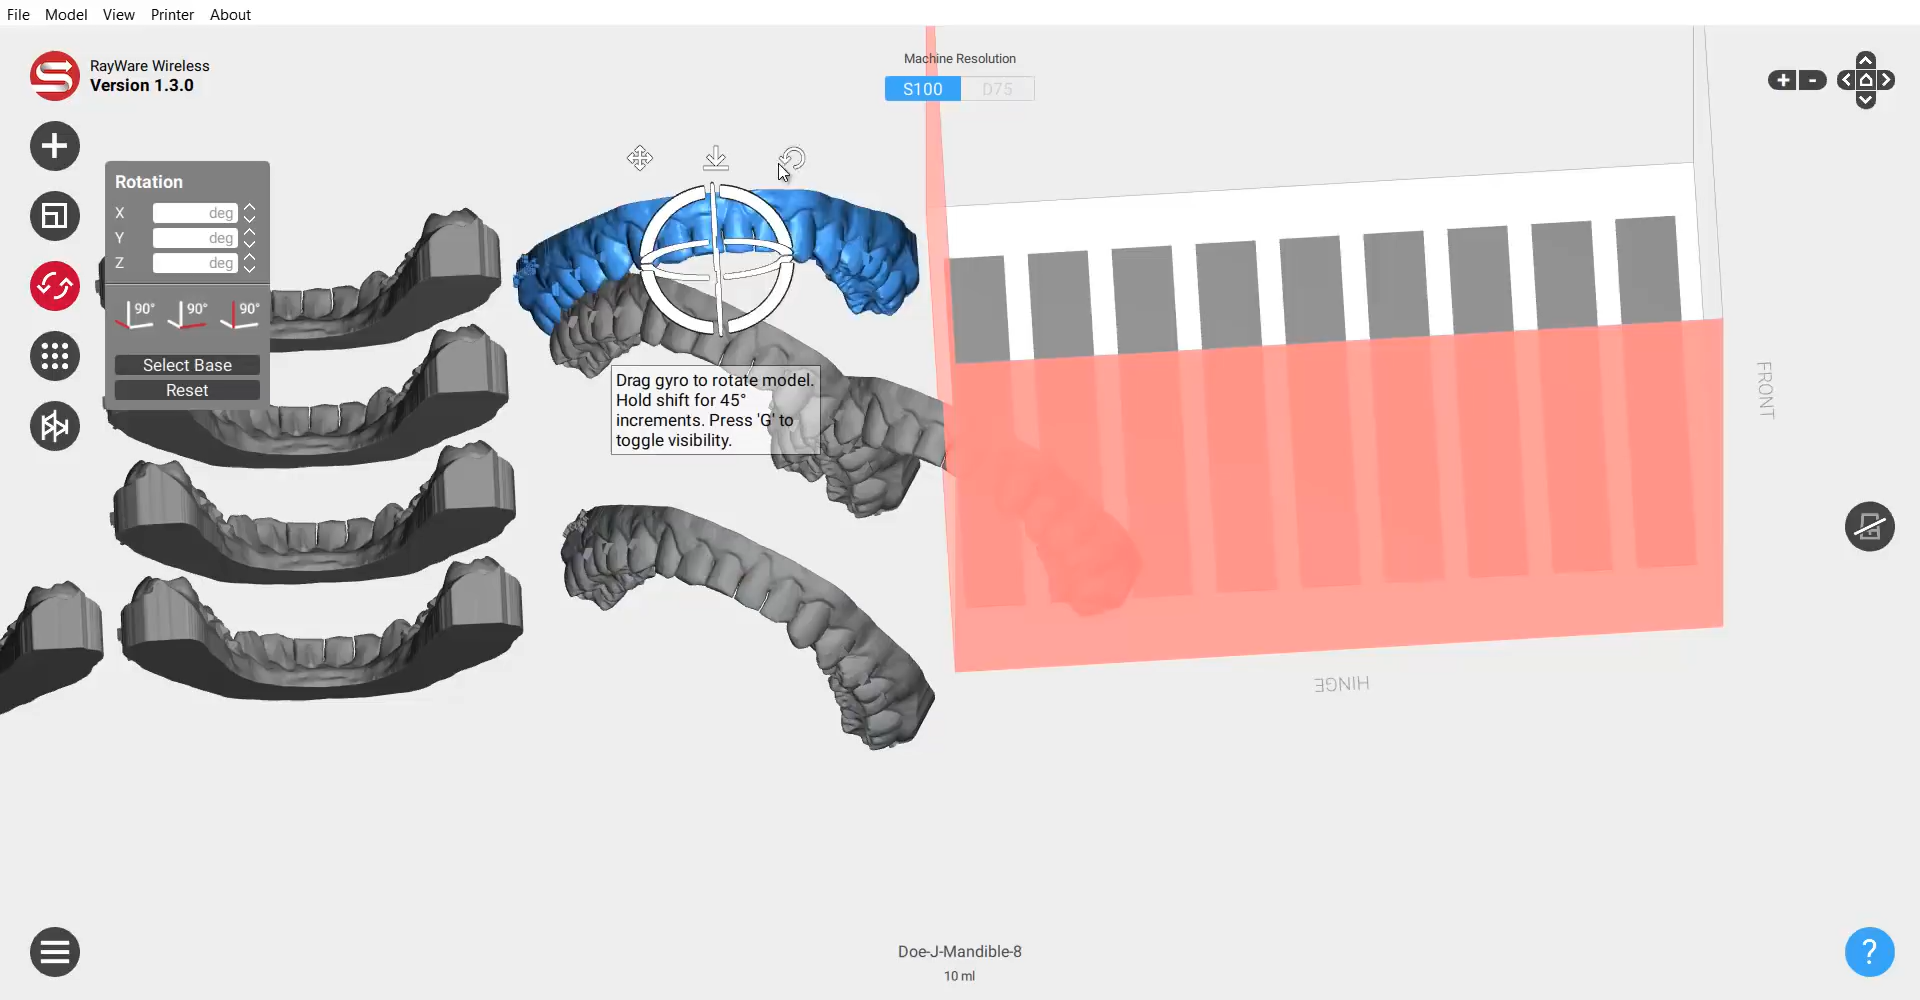 File Model View Printer About
RayWare Wireless
Version 1.3.0
Machine Resolution
S100 D75
Rotation
X deg
Y deg
Z deg
90° 90° 90°
Select Base
Reset
Drag gyro to rotate model.
Hold shift for 45°
increments. Press 'G' to
toggle visibility.
FRONT
HINGE
Doe-J-Mandible-8
10 ml
?